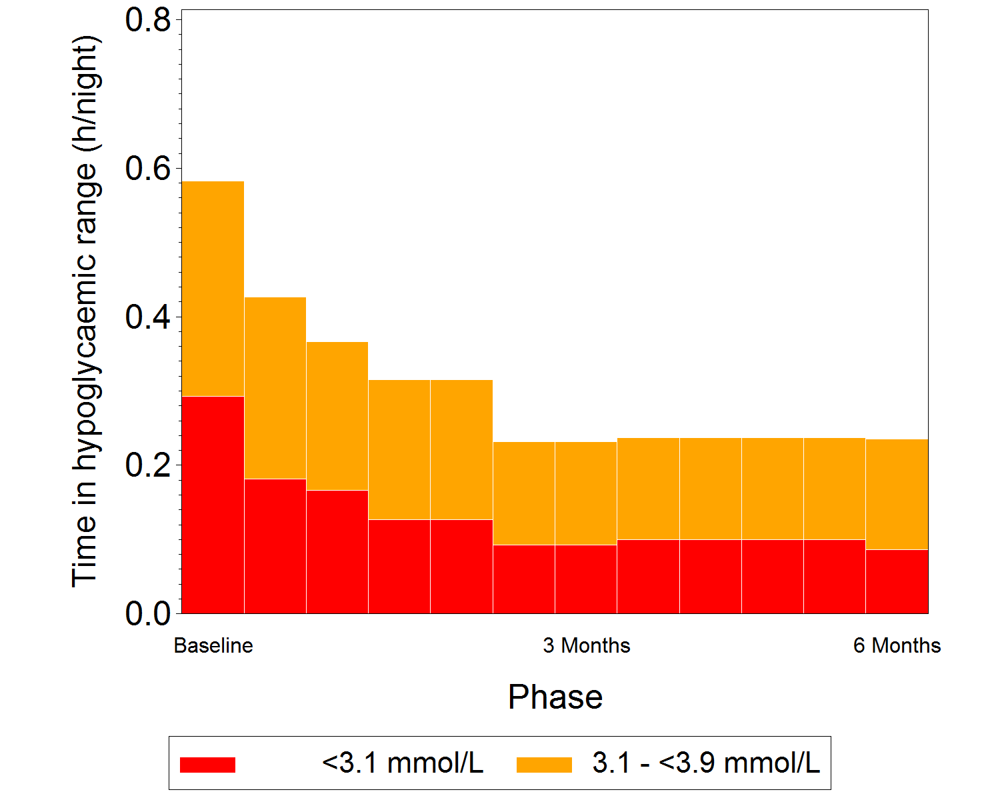 Time in hypoglycaemic range (h/night)
0.8
0.6
0.4
0.2
0.0
Baseline
3 Months
6 Months
Phase
<3.1 mmol/L
3.1 - <3.9 mmol/L